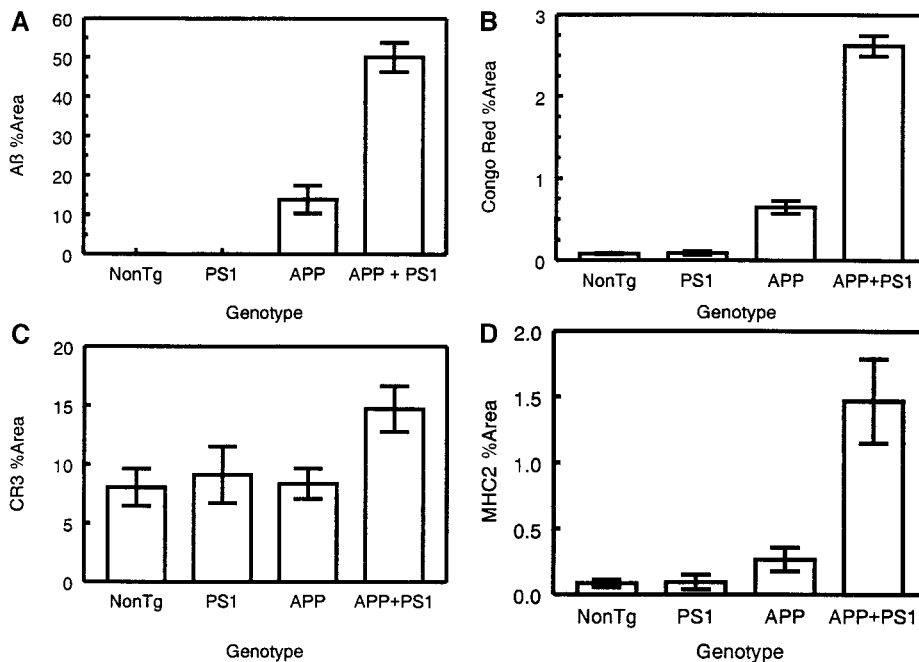 A
Aß %Area
60
50
40
30
20
10
0
NonTg PS1 APP APP + PS1
Genotype
B
Congo Red %Area
3
2
1
0
NonTg PS1 APP APP+PS1
Genotype
C
CR3 %Area
20
15
10
5
0
NonTg PS1 APP APP+PS1
Genotype
D
MHC2 %Area
2.0
1.5
1.0
0.5
0.0
NonTg PS1 APP APP+PS1
Genotype